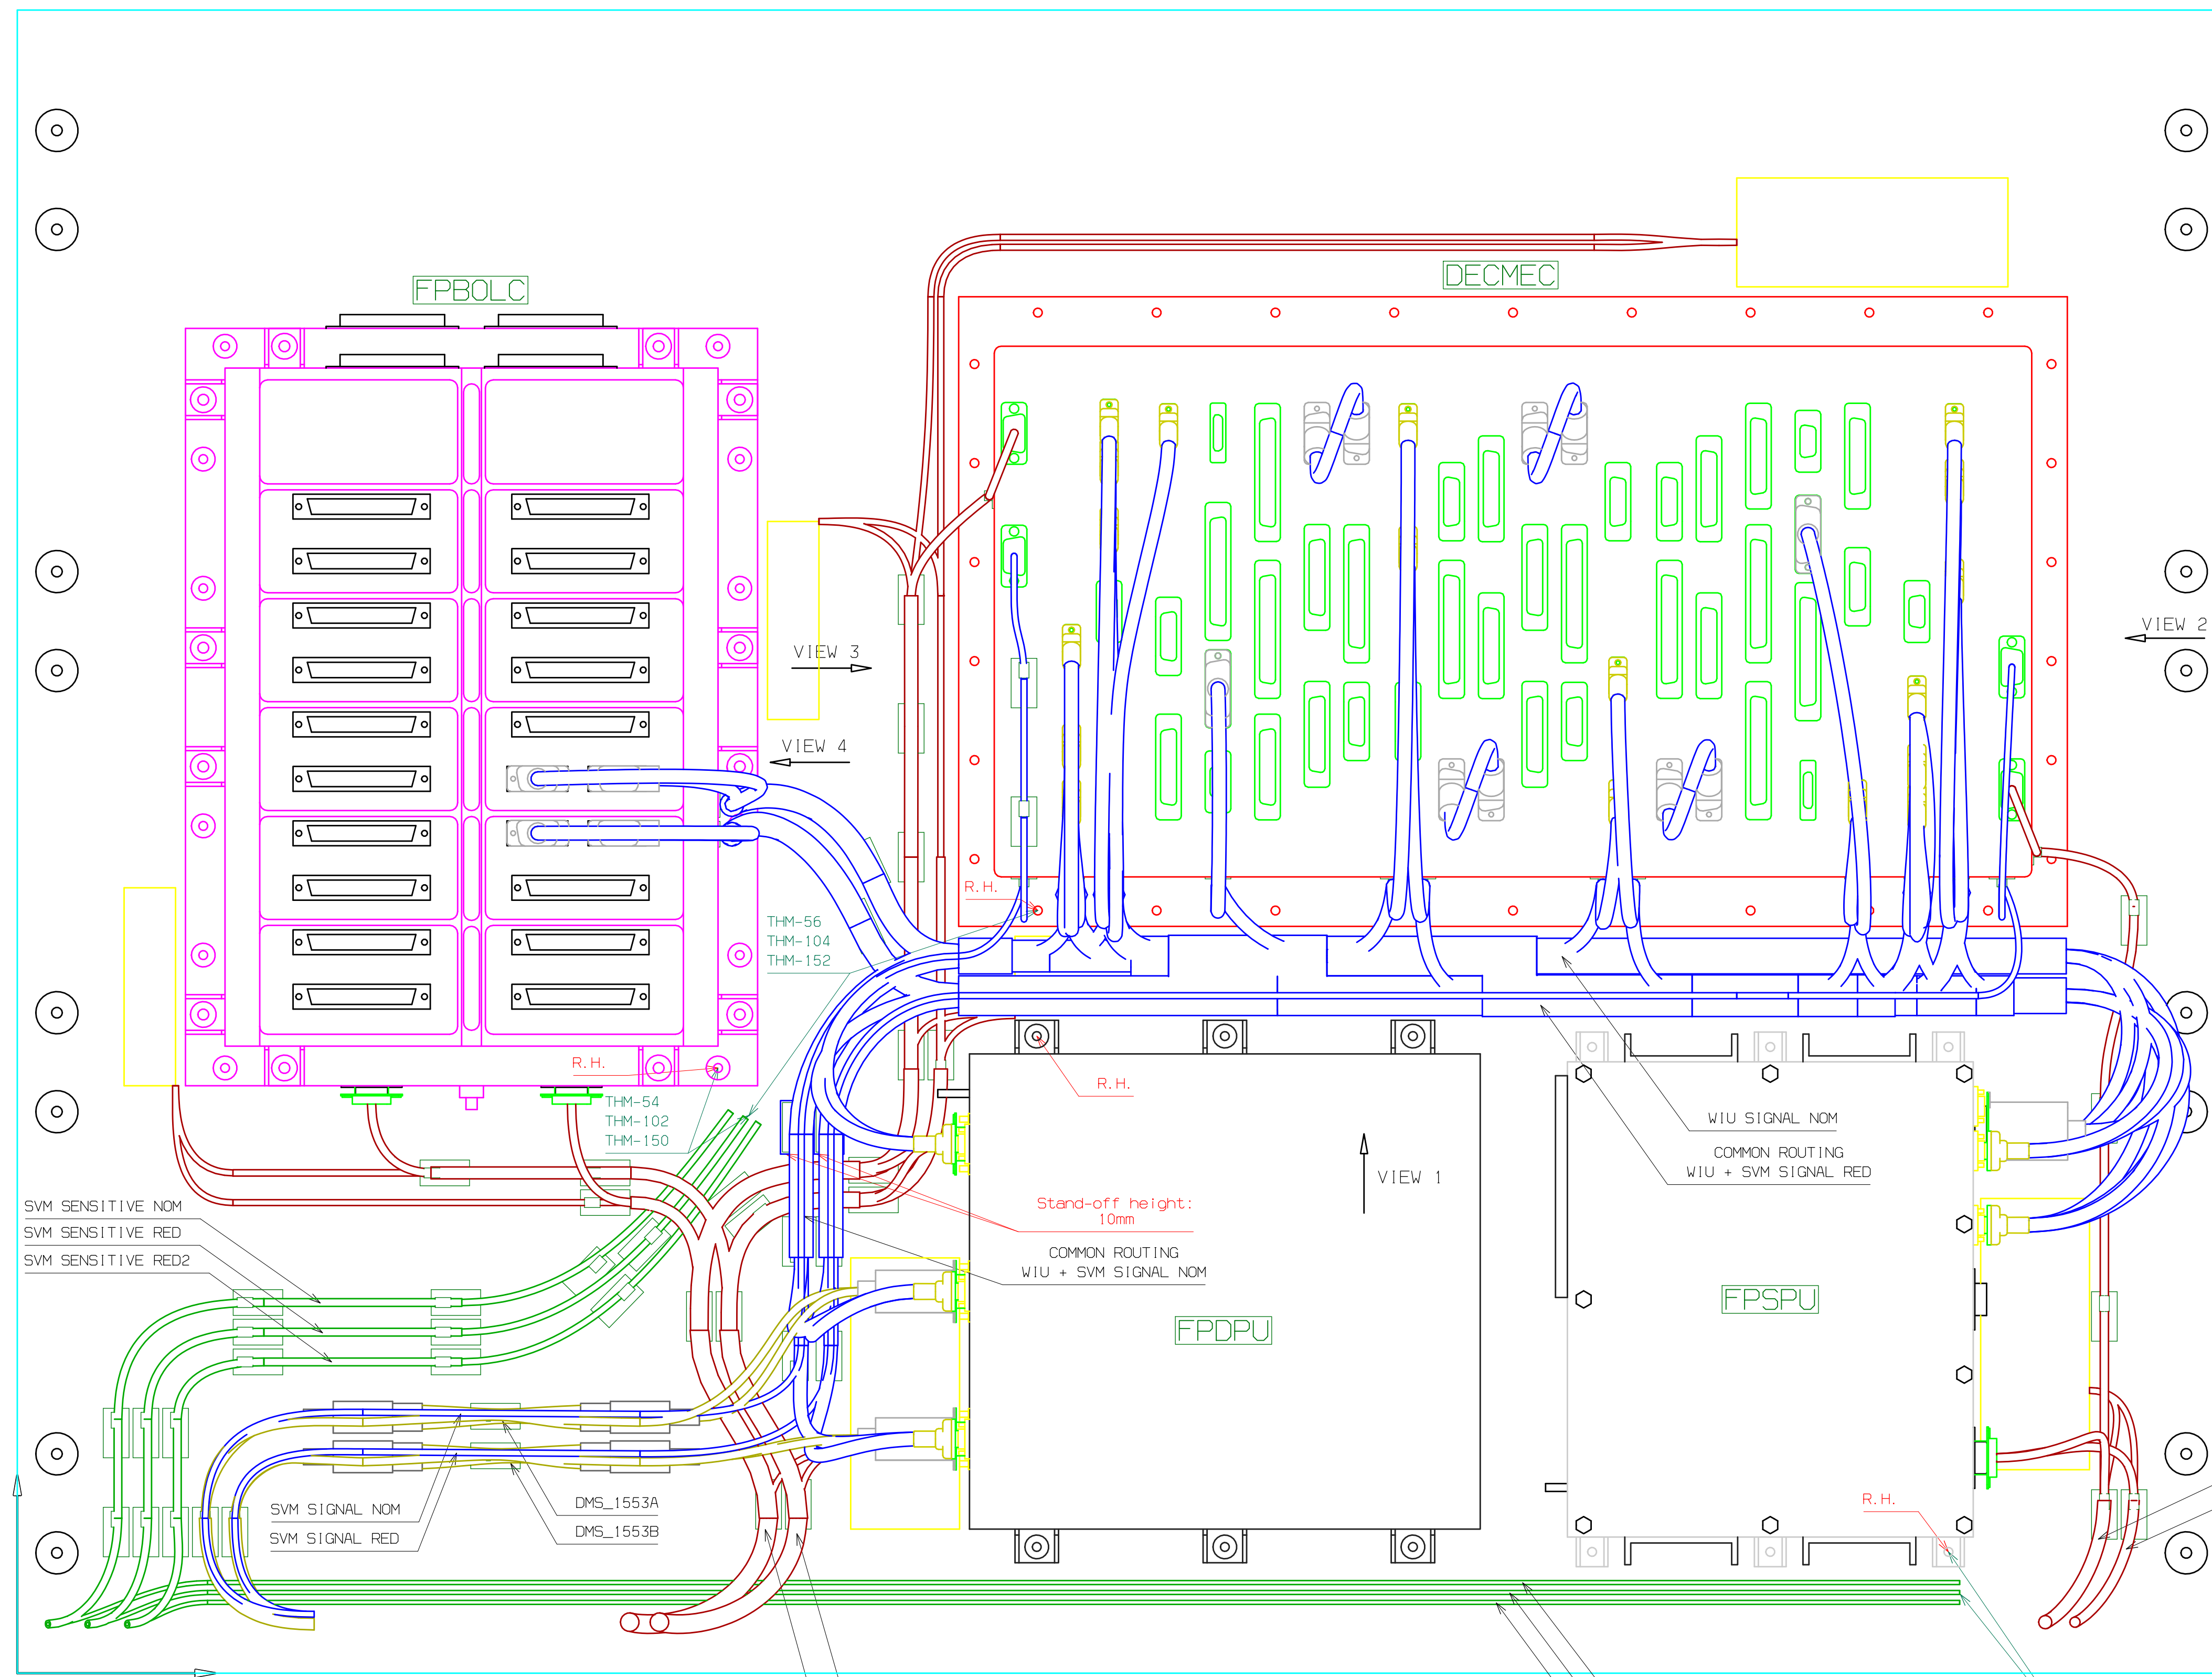 FPBOLC
DECMEC
VIEW 2
VIEW 3
VIEW 4
R.H.
THM-56
THM-104
THM-152
R.H.
THM-54
THM-102
THM-150
R.H.
WIU SIGNAL NOM
COMMON ROUTING
WIU + SVM SIGNAL RED
VIEW 1
Stand-off height:
10mm
COMMON ROUTING
WIU + SVM SIGNAL NOM
SVM SENSITIVE NOM
SVM SENSITIVE RED
SVM SENSITIVE RED2
FPDPU
FPSPU
R.H.
SVM SIGNAL NOM
SVM SIGNAL RED
DMS_1553A
DMS_1553B